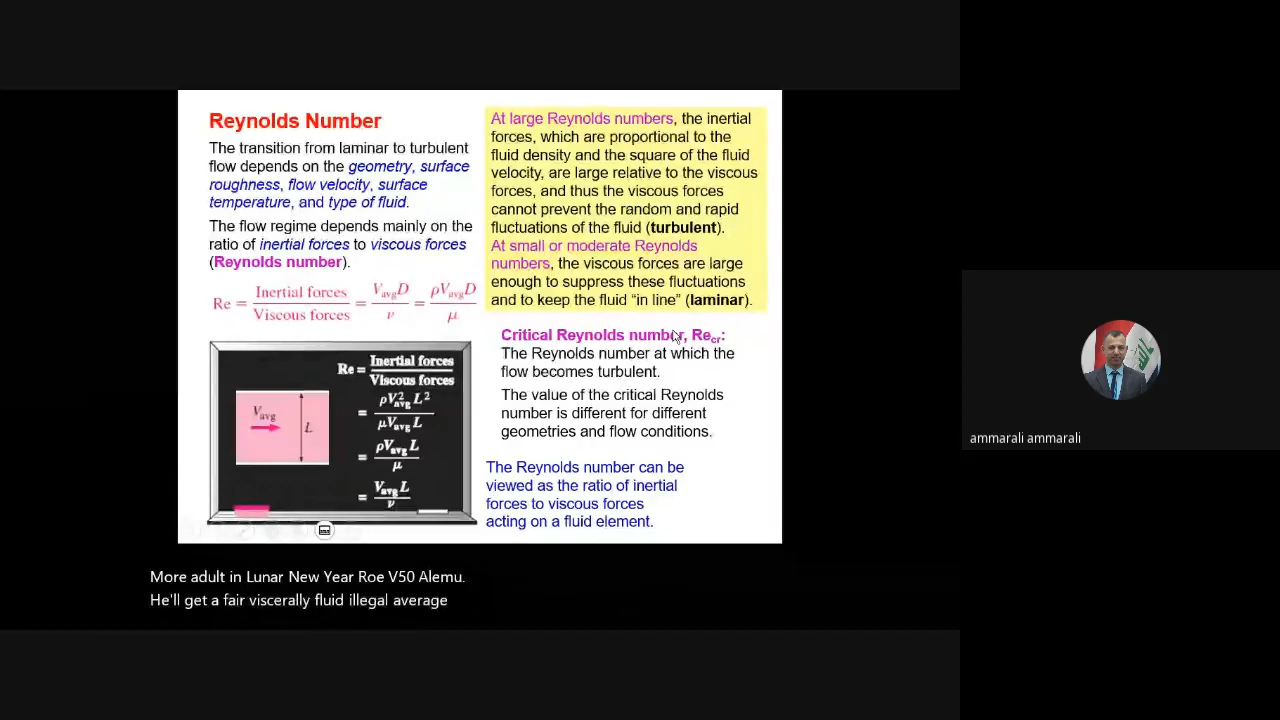 Reynolds Number
The transition from laminar to turbulent
flow depends on the geometry, surface
roughness, flow velocity, surface
temperature, and type of fluid.
The flow regime depends mainly on the
ratio of inertial forces to viscous forces
(Reynolds number).
Re = Inertial forces / Viscous forces = V_avg D / ν = ρV_avg D / μ
Re = Inertial forces / Viscous forces
= ρV²_avg L² / μV_avg L
= ρV_avg L / μ
= V_avg L / ν
V_avg
L
At large Reynolds numbers, the inertial
forces, which are proportional to the
fluid density and the square of the fluid
velocity, are large relative to the viscous
forces, and thus the viscous forces
cannot prevent the random and rapid
fluctuations of the fluid (turbulent).
At small or moderate Reynolds
numbers, the viscous forces are large
enough to suppress these fluctuations
and to keep the fluid “in line” (laminar).
Critical Reynolds number, Re_cr:
The Reynolds number at which the
flow becomes turbulent.
The value of the critical Reynolds
number is different for different
geometries and flow conditions.
The Reynolds number can be
viewed as the ratio of inertial
forces to viscous forces
acting on a fluid element.
More adult in Lunar New Year Roe V50 Alemu.
He'll get a fair viscerally fluid illegal average
ammarali ammarali